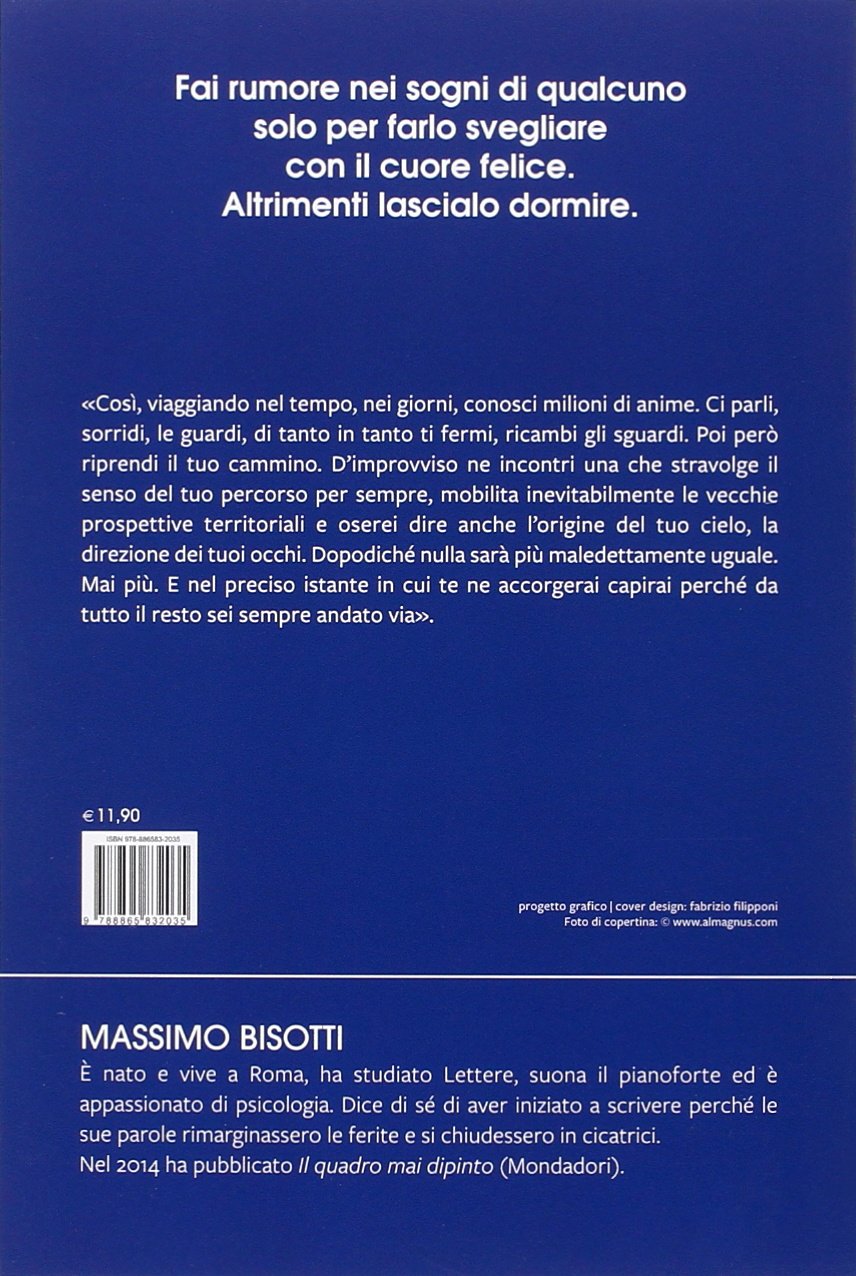 Fai rumore nei sogni di qualcuno
solo per farlo svegliare
con il cuore felice.
Altrimenti lascialo dormire.
«Così, viaggiando nel tempo, nei giorni, conosci milioni di anime. Ci parli,
sorridi, le guardi, di tanto in tanto ti fermi, ricambi gli sguardi. Poi però
riprendi il tuo cammino. D'improvviso ne incontri una che stravolge il
senso del tuo percorso per sempre, mobilita inevitabilmente le vecchie
prospettive territoriali e oserei dire anche l'origine del tuo cielo, la
direzione dei tuoi occhi. Dopodiché nulla sarà più maledettamente uguale.
Mai più. E nel preciso istante in cui te ne accorgerai capirai perché da
tutto il resto sei sempre andato via».
€ 11,90
ISBN 978-886583-2035
9 788865 832035
progetto grafico | cover design: fabrizio filipponi
Foto di copertina: © www.almagnus.com
MASSIMO BISOTTI
È nato e vive a Roma, ha studiato Lettere, suona il pianoforte ed è
appassionato di psicologia. Dice di sé di aver iniziato a scrivere perché le
sue parole rimarginassero le ferite e si chiudessero in cicatrici.
Nel 2014 ha pubblicato Il quadro mai dipinto (Mondadori).